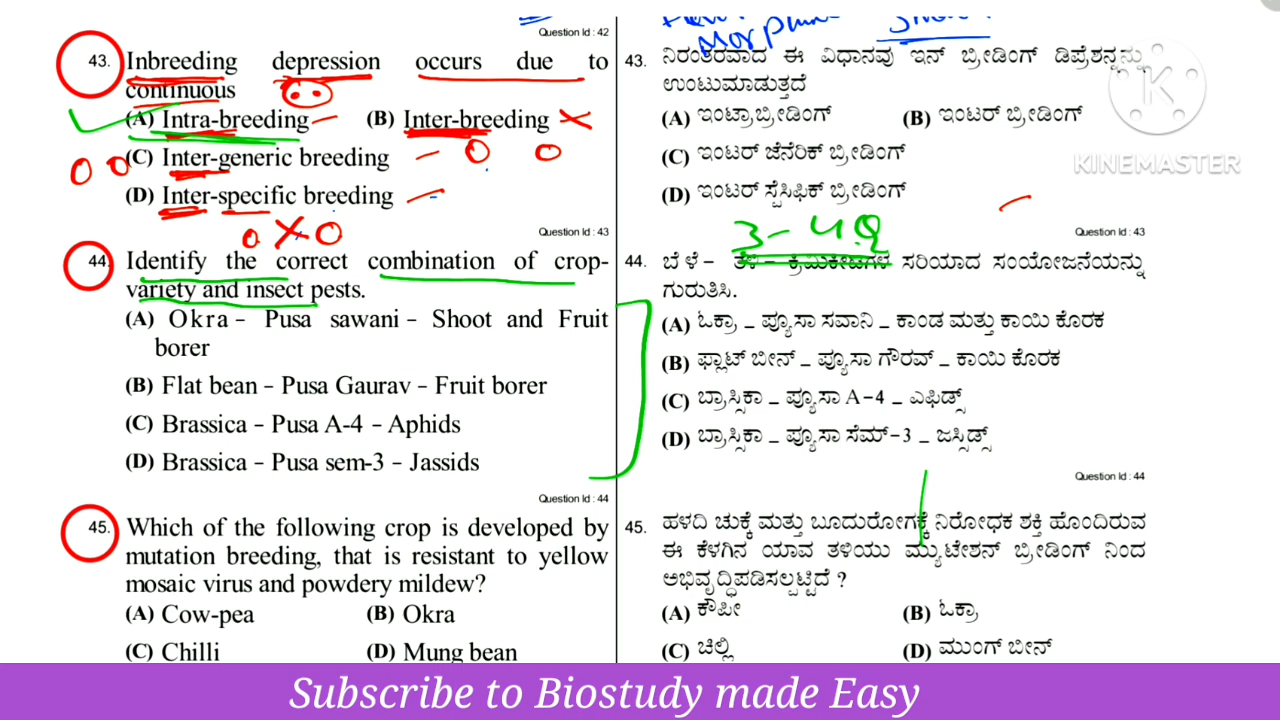 Question Id : 42
Morphine
43. Inbreeding depression occurs due to
continuous
(A) Intra-breeding (B) Inter-breeding
(C) Inter-generic breeding
(D) Inter-specific breeding
Question Id : 43
44. Identify the correct combination of crop-
variety and insect pests.
(A) Okra – Pusa sawani – Shoot and Fruit
borer
(B) Flat bean – Pusa Gaurav – Fruit borer
(C) Brassica – Pusa A-4 – Aphids
(D) Brassica – Pusa sem-3 – Jassids
Question Id : 44
45. Which of the following crop is developed by
mutation breeding, that is resistant to yellow
mosaic virus and powdery mildew?
(A) Cow-pea (B) Okra
(C) Chilli (D) Mung bean
43. ನಿರಂತರವಾದ ಈ ವಿಧಾನವು ಇನ್ ಬ್ರೀಡಿಂಗ್ ಡಿಪ್ರೆಶನ್ನನ್ನು
ಉಂಟುಮಾಡುತ್ತದೆ
(A) ಇಂಟ್ರಾಬ್ರೀಡಿಂಗ್ (B) ಇಂಟರ್ ಬ್ರೀಡಿಂಗ್
(C) ಇಂಟರ್ ಜೆನೆರಿಕ್ ಬ್ರೀಡಿಂಗ್
(D) ಇಂಟರ್ ಸ್ಪೆಸಿಫಿಕ್ ಬ್ರೀಡಿಂಗ್
3-4Q
Question Id : 43
44. ಬೆಳೆ – ತಳಿ – ಕ್ರಿಮಿಕೀಟಗಳ ಸರಿಯಾದ ಸಂಯೋಜನೆಯನ್ನು
ಗುರುತಿಸಿ.
(A) ಓಕ್ರಾ – ಪ್ಯೂಸಾ ಸವಾನಿ – ಕಾಂಡ ಮತ್ತು ಕಾಯಿ ಕೊರಕ
(B) ಫ್ಲಾಟ್ ಬೀನ್ – ಪ್ಯೂಸಾ ಗೌರವ್ – ಕಾಯಿ ಕೊರಕ
(C) ಬ್ರಾಸ್ಸಿಕಾ – ಪ್ಯೂಸಾ A-4 – ಎಫಿಡ್ಸ್
(D) ಬ್ರಾಸ್ಸಿಕಾ – ಪ್ಯೂಸಾ ಸೆಮ್-3 – ಜಸ್ಸಿಡ್ಸ್
Question Id : 44
45. ಹಳದಿ ಚುಕ್ಕೆ ಮತ್ತು ಬೂದುರೋಗಕ್ಕೆ ನಿರೋಧಕ ಶಕ್ತಿ ಹೊಂದಿರುವ
ಈ ಕೆಳಗಿನ ಯಾವ ತಳಿಯು ಮ್ಯುಟೇಶನ್ ಬ್ರೀಡಿಂಗ್ ನಿಂದ
ಅಭಿವೃದ್ಧಿಪಡಿಸಲ್ಪಟ್ಟಿದೆ ?
(A) ಕೌಪೀ (B) ಓಕ್ರಾ
(C) ಚಿಲ್ಲಿ (D) ಮುಂಗ್ ಬೀನ್
K
KINEMASTER
Subscribe to Biostudy made Easy